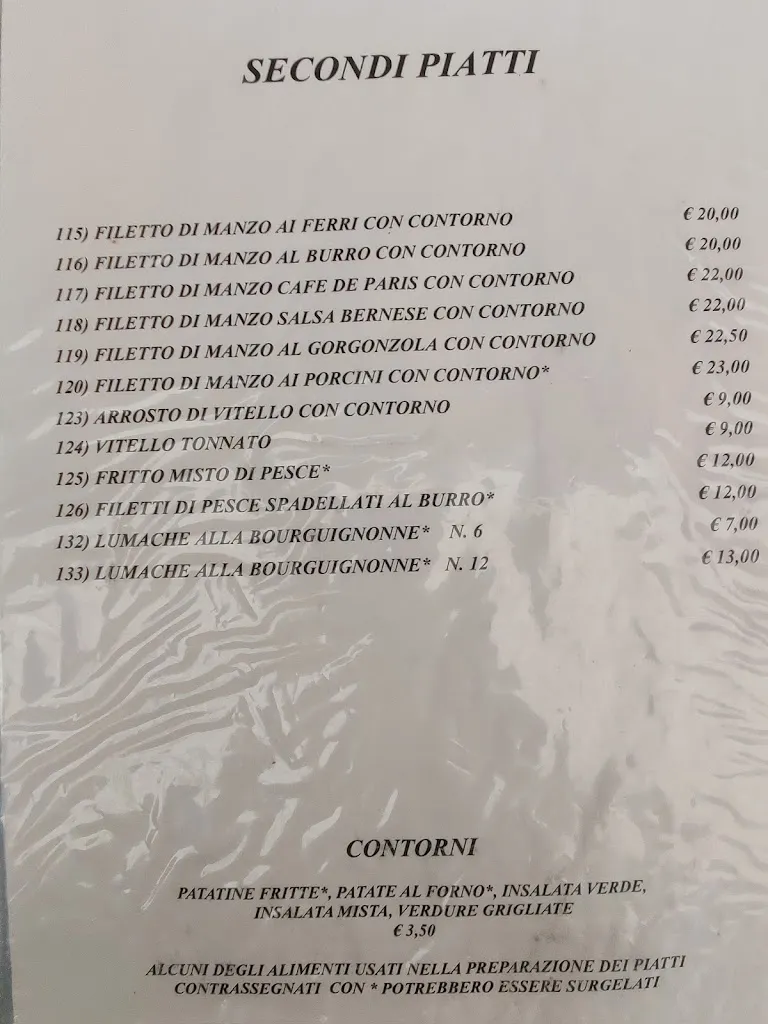 SECONDI PIATTI
115) FILETTO DI MANZO AI FERRI CON CONTORNO € 20,00
116) FILETTO DI MANZO AL BURRO CON CONTORNO € 20,00
117) FILETTO DI MANZO CAFE DE PARIS CON CONTORNO € 22,00
118) FILETTO DI MANZO SALSA BERNESE CON CONTORNO € 22,00
119) FILETTO DI MANZO AL GORGONZOLA CON CONTORNO € 22,50
120) FILETTO DI MANZO AI PORCINI CON CONTORNO* € 23,00
123) ARROSTO DI VITELLO CON CONTORNO € 9,00
124) VITELLO TONNATO € 9,00
125) FRITTO MISTO DI PESCE* € 12,00
126) FILETTI DI PESCE SPADELLATI AL BURRO* € 12,00
132) LUMACHE ALLA BOURGUIGNONNE* N. 6 € 7,00
133) LUMACHE ALLA BOURGUIGNONNE* N. 12 € 13,00
CONTORNI
PATATINE FRITTE*, PATATE AL FORNO*, INSALATA VERDE,
INSALATA MISTA, VERDURE GRIGLIATE
€ 3,50
ALCUNI DEGLI ALIMENTI USATI NELLA PREPARAZIONE DEI PIATTI
CONTRASSEGNATI CON * POTREBBERO ESSERE SURGELATI